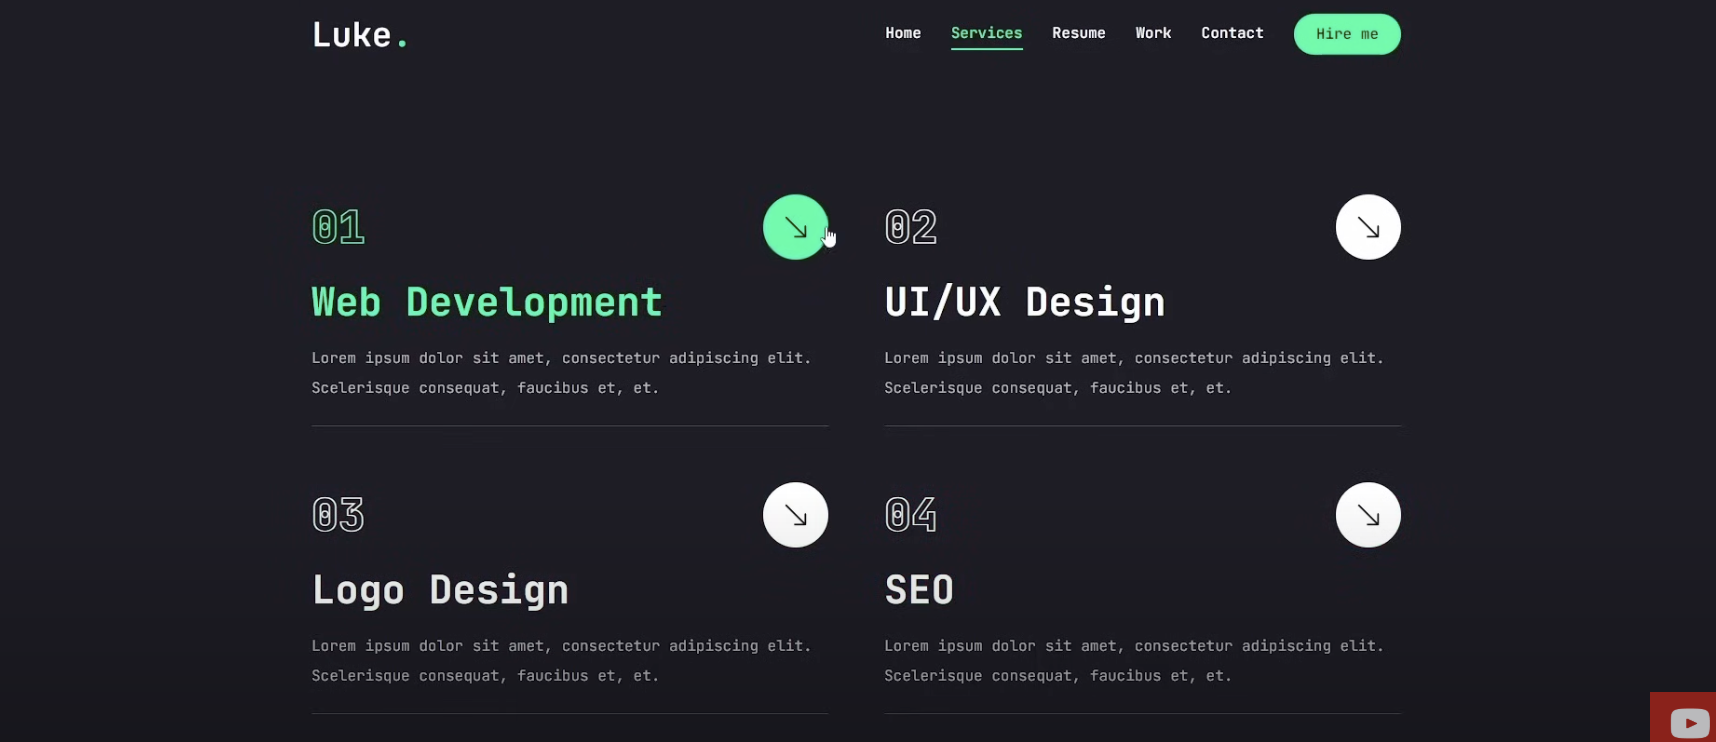 Luke.
Home Services Resume Work Contact Hire me
01
Web Development
Lorem ipsum dolor sit amet, consectetur adipiscing elit.
Scelerisque consequat, faucibus et, et.
02
UI/UX Design
Lorem ipsum dolor sit amet, consectetur adipiscing elit.
Scelerisque consequat, faucibus et, et.
03
Logo Design
Lorem ipsum dolor sit amet, consectetur adipiscing elit.
Scelerisque consequat, faucibus et, et.
04
SEO
Lorem ipsum dolor sit amet, consectetur adipiscing elit.
Scelerisque consequat, faucibus et, et.